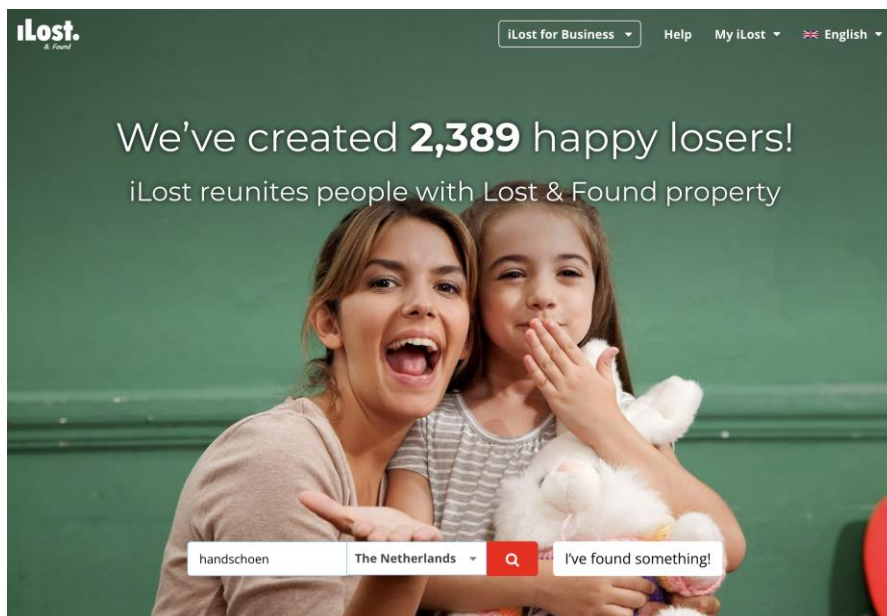 iLost.
& Found
iLost for Business Help My iLost English
We've created 2,389 happy losers!
iLost reunites people with Lost & Found property
handschoen The Netherlands I've found something!